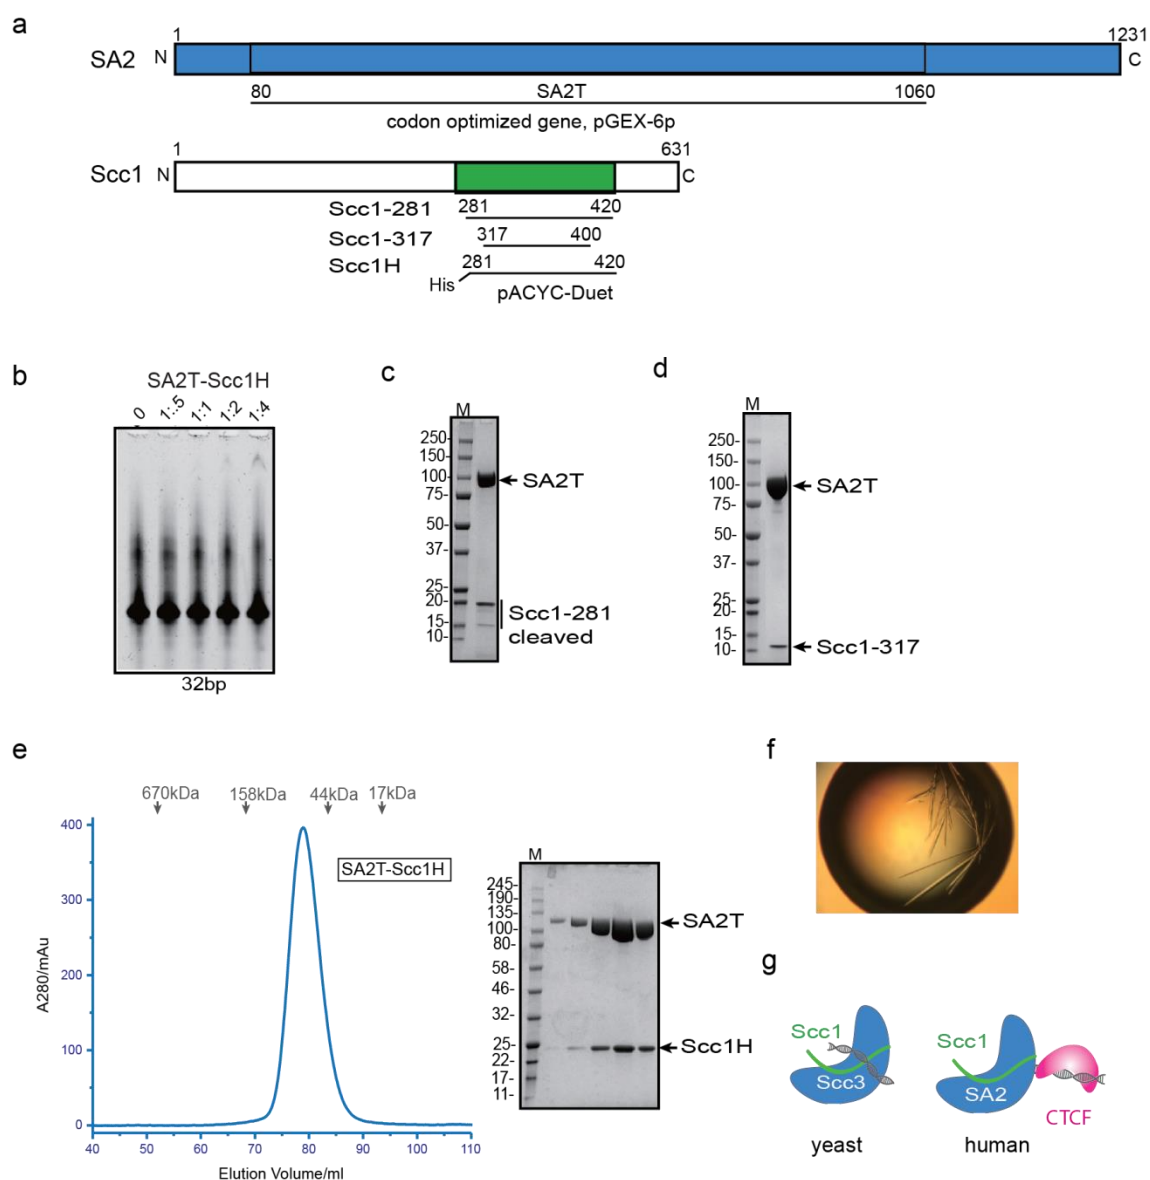 a
1 1231
SA2 N C
80 SA2T 1060
codon optimized gene, pGEX-6p
1 631
Scc1 N C
Scc1-281 281 420
Scc1-317 317 400
Scc1H 281 420
His pACYC-Duet
b
SA2T-Scc1H
0 1:.5 1:1 1:2 1:4
32bp
c
M
250-
150-
100-
75-
50-
37-
25-
20-
15-
10-
SA2T
Scc1-281
cleaved
d
M
250-
150-
100-
75-
50-
37-
25-
20-
15-
10-
SA2T
Scc1-317
e
670kDa 158kDa 44kDa 17kDa
SA2T-Scc1H
A280/mAu
400
300
200
100
0
40 50 60 70 80 90 100 110
Elution Volume/ml
M
245-
190-
135-
100-
80-
58-
46-
32-
25-
22-
17-
11-
SA2T
Scc1H
f
g
Scc1
Scc3
yeast
Scc1
SA2
CTCF
human